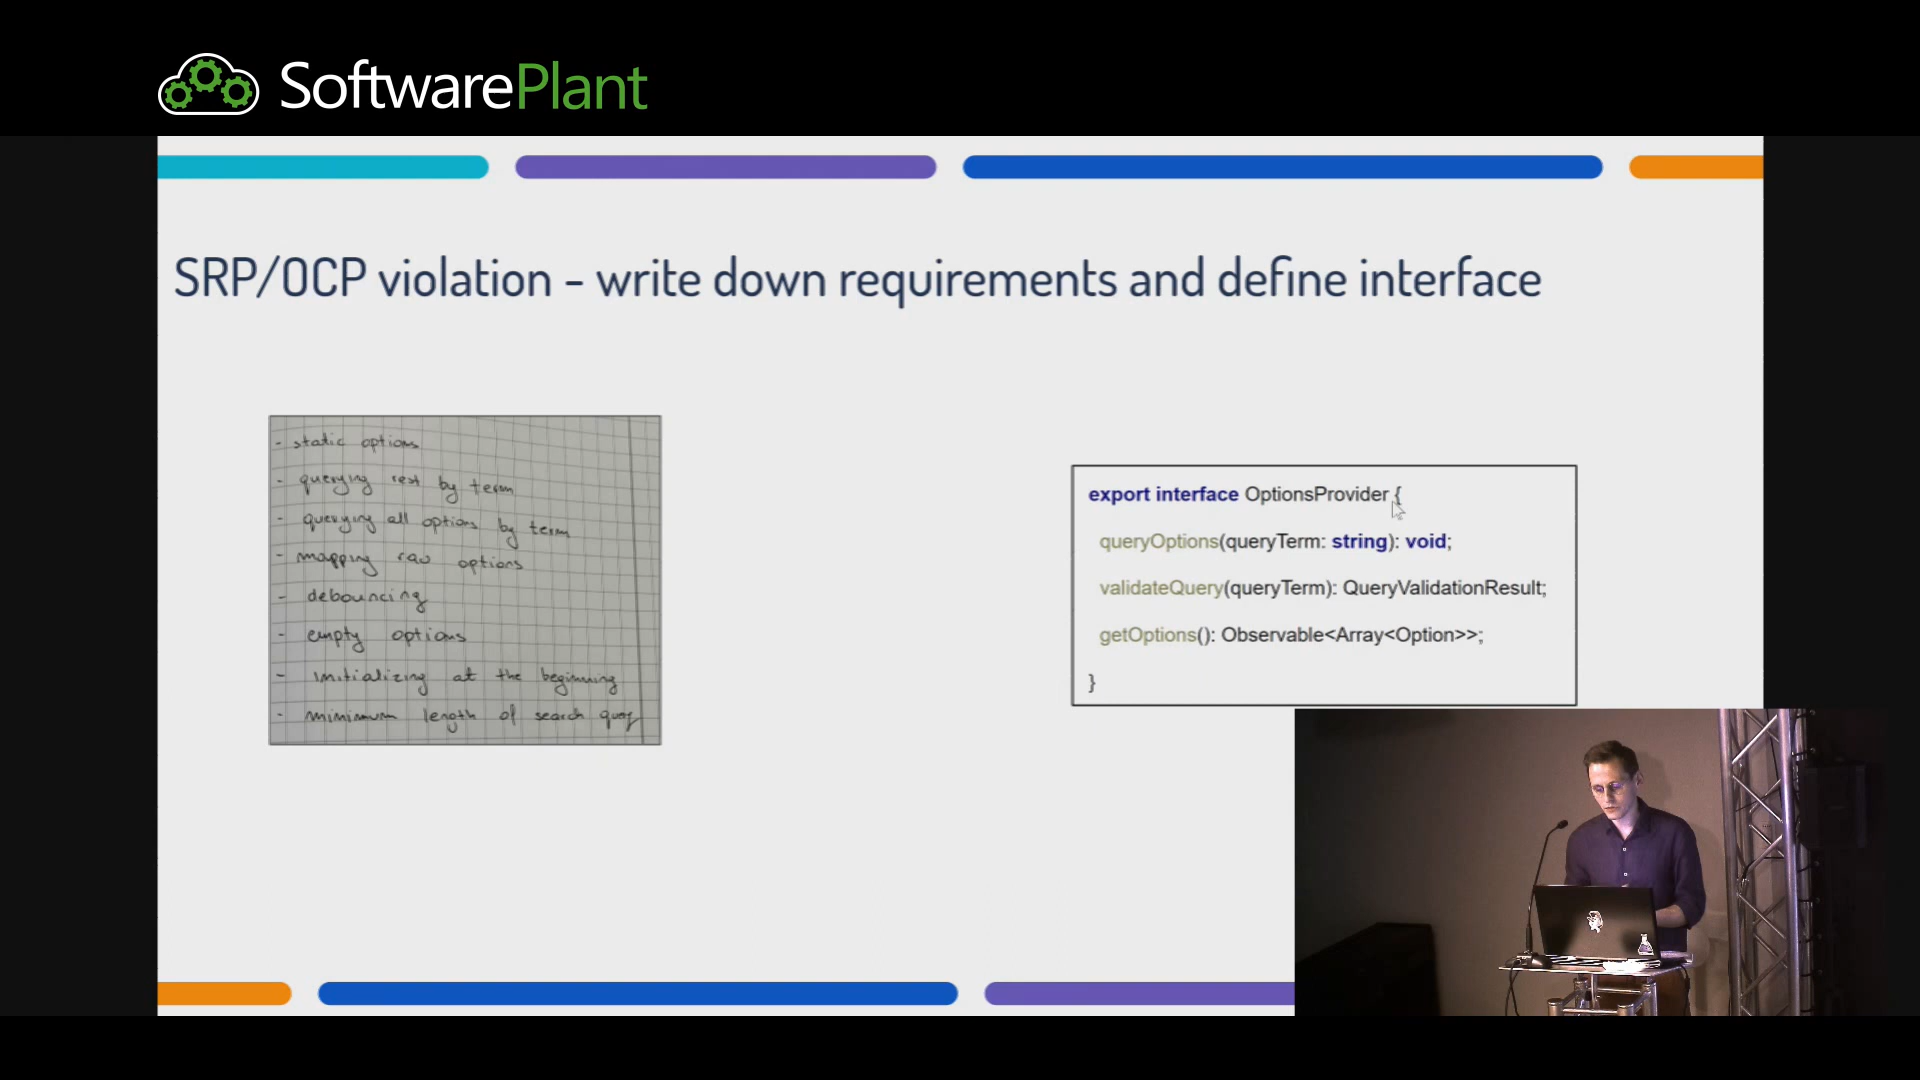 SoftwarePlant
SRP/OCP violation - write down requirements and define interface
- static options
- querying rest by term
- querying all options by term
- mapping raw options
- debouncing
- empty options
- initializing at the beginning
- minimum length of search query
export interface OptionsProvider {
queryOptions(queryTerm: string): void;
validateQuery(queryTerm): QueryValidationResult;
getOptions(): Observable<Array<Option>>;
}